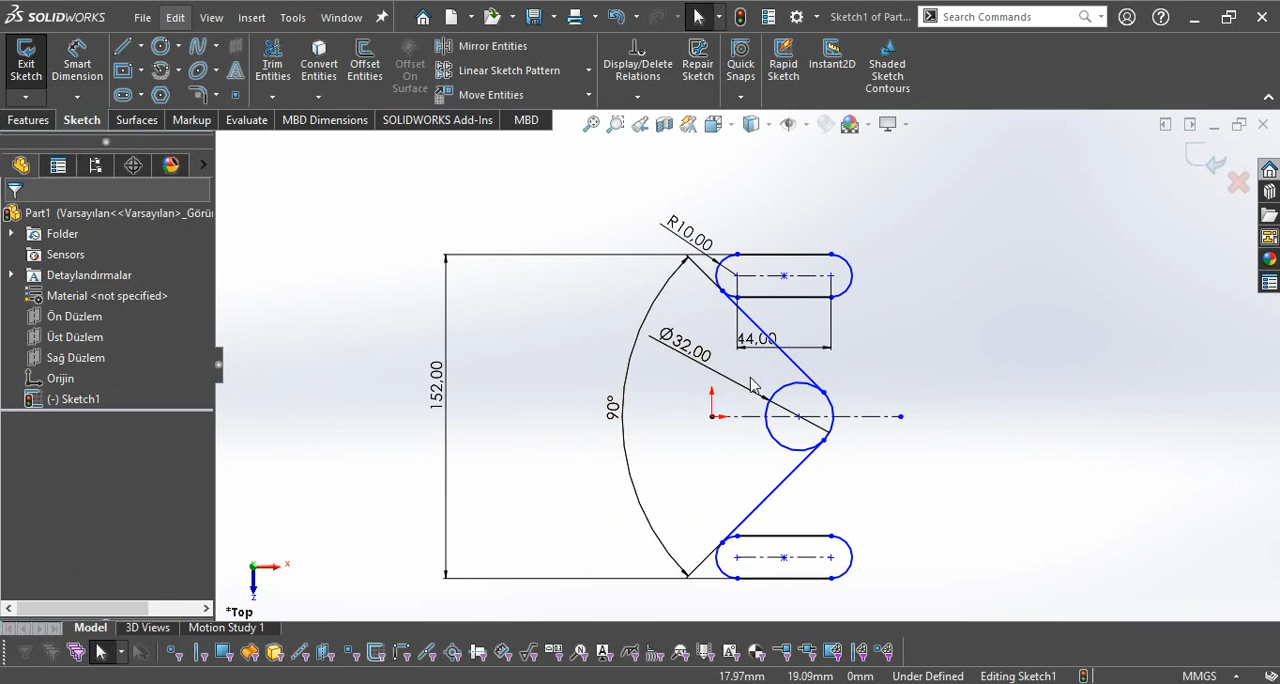 SOLIDWORKS File Edit View Insert Tools Window Sketch1 of Part... Search Commands
Exit Sketch Smart Dimension Trim Entities Convert Entities Offset Entities Offset On Surface Mirror Entities Linear Sketch Pattern Move Entities Display/Delete Relations Repair Sketch Quick Snaps Rapid Sketch Instant2D Shaded Sketch Contours
Features Sketch Surfaces Markup Evaluate MBD Dimensions SOLIDWORKS Add-Ins MBD
Part1 (Varsayılan<<Varsayılan>_Görü
Folder
Sensors
Detaylandırmalar
Material <not specified>
Ön Düzlem
Üst Düzlem
Sağ Düzlem
Orijin
(-) Sketch1
R10,00
44,00
Ø32,00
152,00
90°
X
Z
*Top
Model 3D Views Motion Study 1
17.97mm 19.09mm 0mm Under Defined Editing Sketch1 MMGS